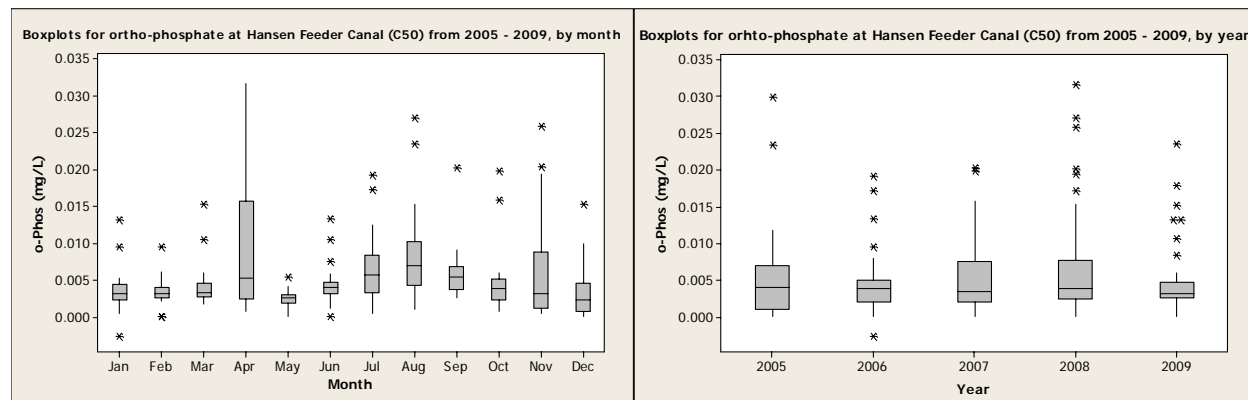 Boxplots for ortho-phosphate at Hansen Feeder Canal (C50) from 2005 - 2009, by month
0.035
0.030
0.025
0.020
0.015
0.010
0.005
0.000
o-Phos (mg/L)
Jan Feb Mar Apr May Jun Jul Aug Sep Oct Nov Dec
Month
Boxplots for orhto-phosphate at Hansen Feeder Canal (C50) from 2005 - 2009, by year
0.035
0.030
0.025
0.020
0.015
0.010
0.005
0.000
o-Phos (mg/L)
2005 2006 2007 2008 2009
Year